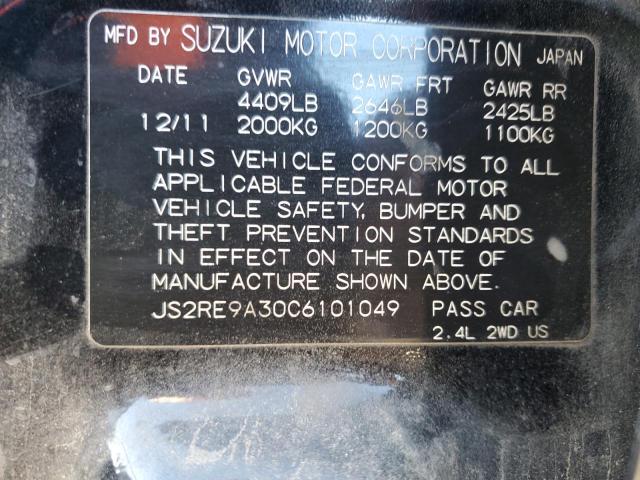 MFD BY SUZUKI MOTOR CORPORATION JAPAN
DATE GVWR GAWR FRT GAWR RR
4409LB 2646LB 2425LB
12/11 2000KG 1200KG 1100KG
THIS VEHICLE CONFORMS TO ALL
APPLICABLE FEDERAL MOTOR
VEHICLE SAFETY, BUMPER AND
THEFT PREVENTION STANDARDS
IN EFFECT ON THE DATE OF
MANUFACTURE SHOWN ABOVE.
JS2RE9A30C6101049 PASS CAR
2.4L 2WD US